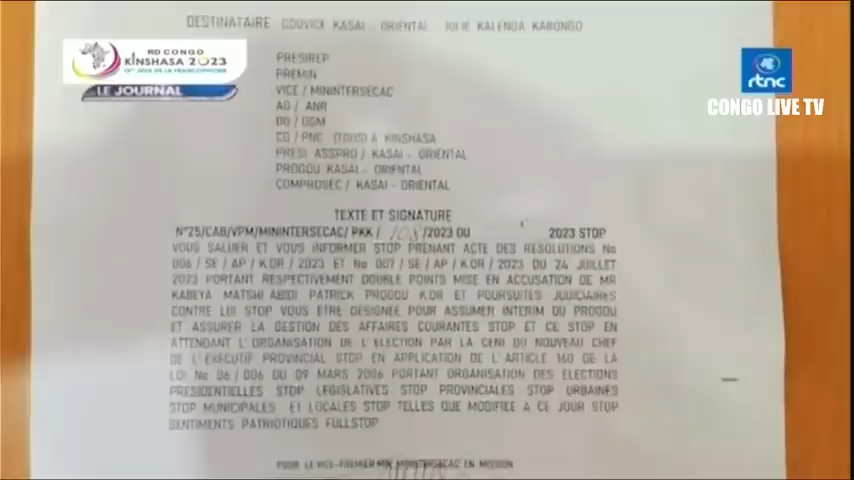 DESTINATAIRE GOUVICE KASAI - ORIENTAL JULIE KALENGA KABONGO
RD CONGO
KINSHASA 2023
LE JOURNAL
rtnc
CONGO LIVE TV
PRESIREP
PREMIN
VICE / MININTERSECAC
AG / ANR
DG / DGM
CG / PNC (TOUS) A KINSHASA
PRESI ASSPRO / KASAI - ORIENTAL
PROGOU KASAI - ORIENTAL
COMPROSEC / KASAI - ORIENTAL
TEXTE ET SIGNATURE
N°25/CAB/VPM/MININTERSECAC/ PKK / 108 /2023 DU 2023 STOP
VOUS SALUER ET VOUS INFORMER STOP PRENANT ACTE DES RESOLUTIONS No
006 / SE / AP / K.OR / 2023 ET No 007 / SE / AP / K.OR / 2023 DU 24 JUILLET
2023 PORTANT RESPECTIVEMENT DOUBLE POINTS MISE EN ACCUSATION DE MR
KABEYA MATSHI ABIDI PATRICK PROGOU K.OR ET POURSUITES JUDICIAIRES
CONTRE LUI STOP VOUS ETRE DESIGNEE POUR ASSUMER INTERIM DU PROGOU
ET ASSURER LA GESTION DES AFFAIRES COURANTES STOP ET CE STOP EN
ATTENDANT L'ORGANISATION DE L'ELECTION PAR LA CENI DU NOUVEAU CHEF
DE L'EXECUTIF PROVINCIAL STOP EN APPLICATION DE L'ARTICLE 160 DE LA
LOI No 06 / 006 DU 09 MARS 2006 PORTANT ORGANISATION DES ELECTIONS
PRESIDENTIELLES STOP LEGISLATIVES STOP PROVINCIALES STOP URBAINES
STOP MUNICIPALES ET LOCALES STOP TELLES QUE MODIFIEE A CE JOUR STOP
SENTIMENTS PATRIOTIQUES FULLSTOP
POUR LE VICE-PREMIER MIN MININTERSECAC EN MISSION